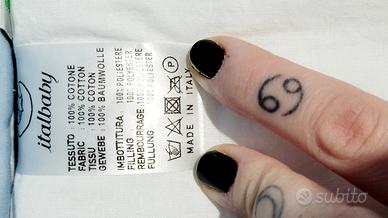 italbaby
TESSUTO : 100% COTONE
FABRIC : 100% COTTON
TISSU : 100% COTTON
GEWEBE : 100% BAUMWOLLE
IMBOTTITURA : 100% POLIESTERE
FILLING : 100% POLYESTER
REMBOURRAGE : 100% POLYESTER
FULLUNG : 100% POLYESTER
MADE IN ITALY
subito